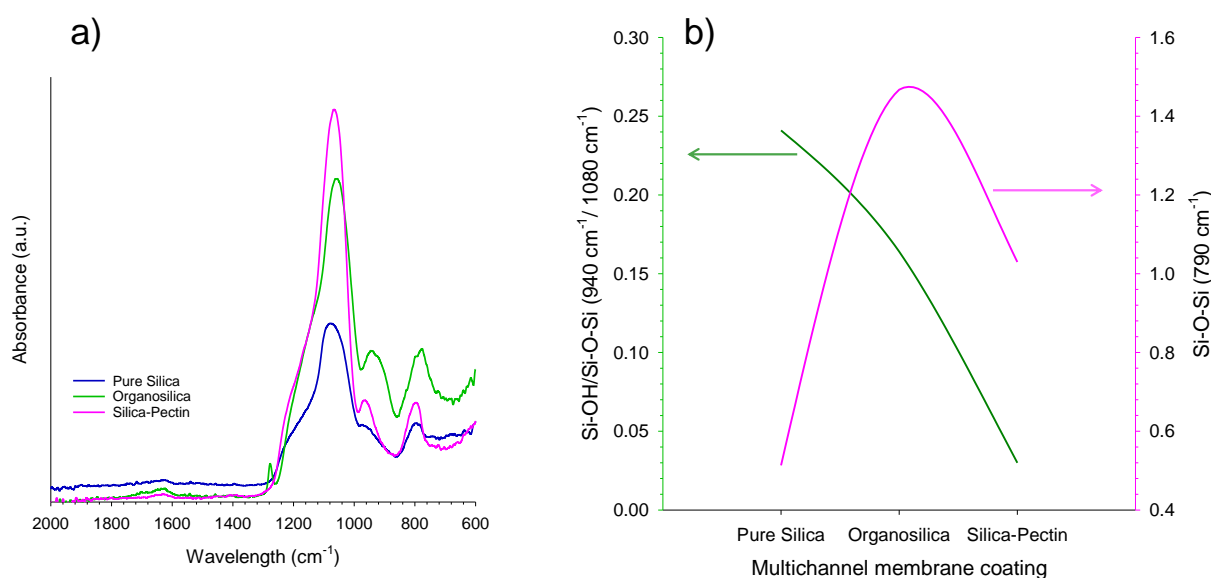 a)
Absorbance (a.u.)
Pure Silica
Organosilica
Silica-Pectin
2000 1600 1200 1000 800 600
Wavelength (cm⁻¹)
b)
Si-OH/Si-O-Si (940 cm⁻¹/ 1080 cm⁻¹)
0.30
0.25
0.20
0.15
0.10
0.05
0.00
1.6
1.4
1.2
1.0
0.8
0.6
0.4
Si-O-Si (790 cm⁻¹)
Pure Silica Organosilica Silica-Pectin
Multichannel membrane coating